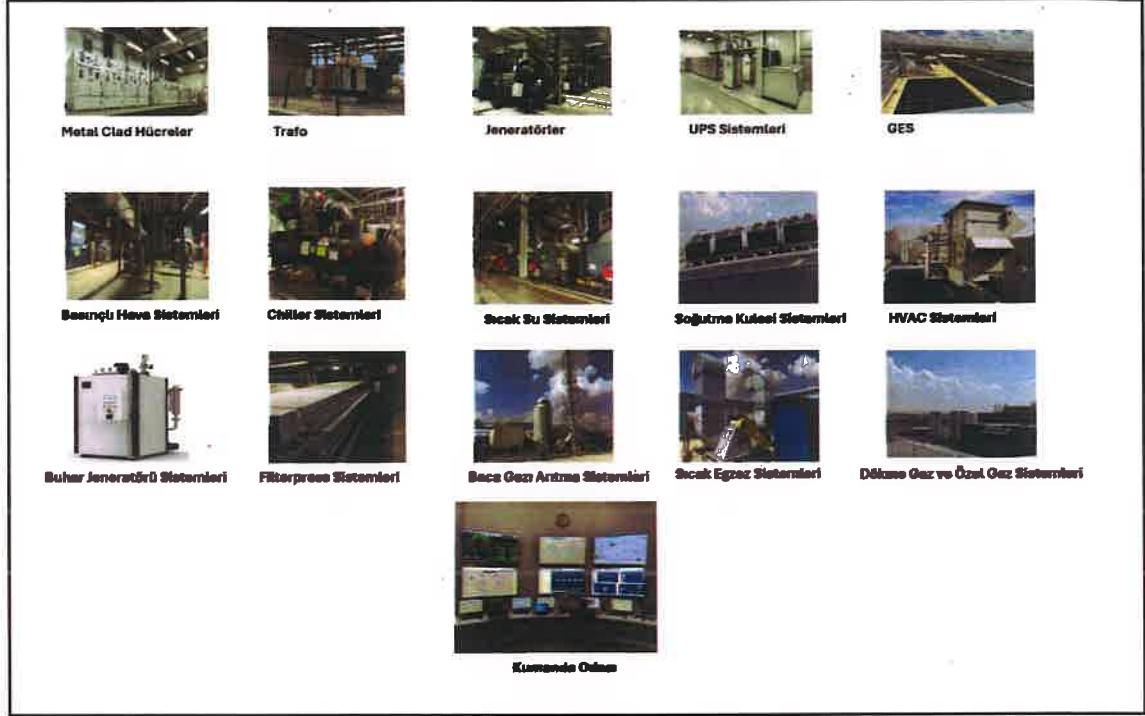 Metal Clad Hücreler
Trafo
Jeneratörler
UPS Sistemleri
GES
Basınçlı Hava Sistemleri
Chiller Sistemleri
Sıcak Su Sistemleri
Soğutma Kulesi Sistemleri
HVAC Sistemleri
Buhar Jeneratörü Sistemleri
Filterpress Sistemleri
Baca Gazı Arıtma Sistemleri
Sıcak Egzoz Sistemleri
Dökme Gaz ve Özel Gaz Sistemleri
Kumanda Odası